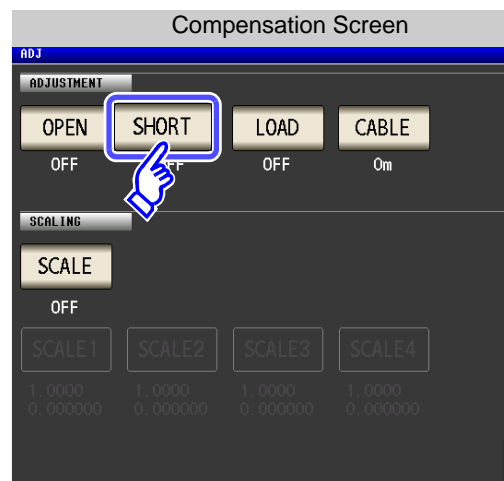 Compensation Screen
ADJ
ADJUSTMENT
OPEN SHORT LOAD CABLE
OFF OFF 0m
SCALING
SCALE
OFF
SCALE1 SCALE2 SCALE3 SCALE4
1.0000 1.0000 1.0000 1.0000
0.000000 0.000000 0.000000 0.000000